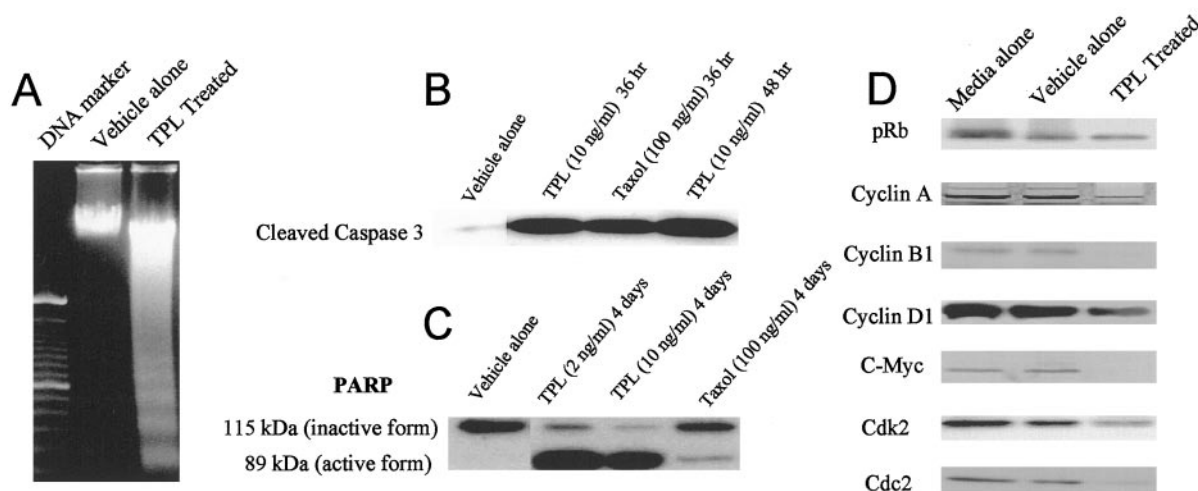 A
DNA marker
Vehicle alone
TPL Treated
B
Vehicle alone
TPL (10 ng/ml) 36 hr
Taxol (100 ng/ml) 36 hr
TPL (10 ng/ml) 48 hr
Cleaved Caspase 3
C
Vehicle alone
TPL (2 ng/ml) 4 days
TPL (10 ng/ml) 4 days
Taxol (100 ng/ml) 4 days
PARP
115 kDa (inactive form)
89 kDa (active form)
D
Media alone
Vehicle alone
TPL Treated
pRb
Cyclin A
Cyclin B1
Cyclin D1
C-Myc
Cdk2
Cdc2